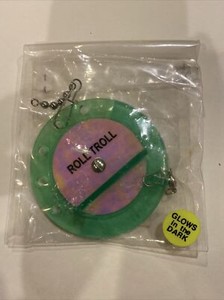 ROLL TROLL
GLOWS
in the
DARK